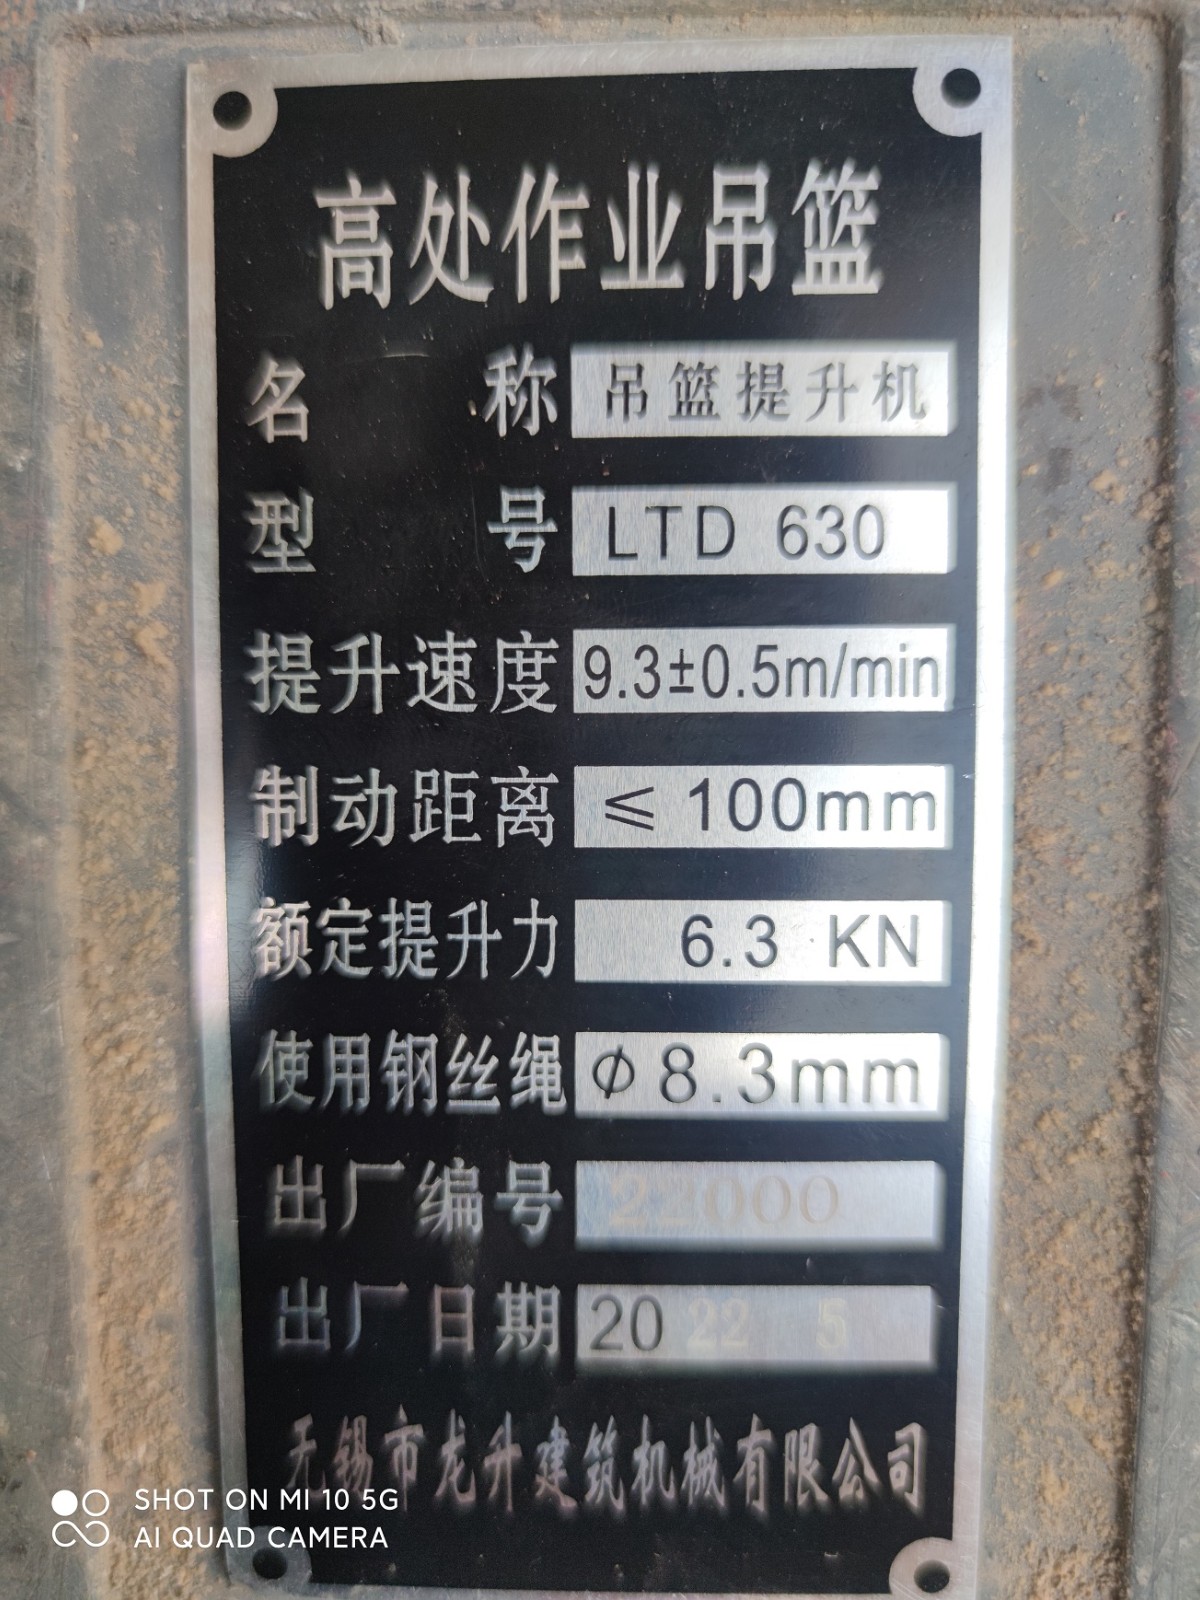 高处作业吊篮
名称 吊篮提升机
型号 LTD 630
提升速度 9.3±0.5m/min
制动距离 ≤100mm
额定提升力 6.3 KN
使用钢丝绳 φ8.3mm
出厂编号 22000
出厂日期 2022 5
无锡市龙升建筑机械有限公司
SHOT ON MI 10 5G
AI QUAD CAMERA